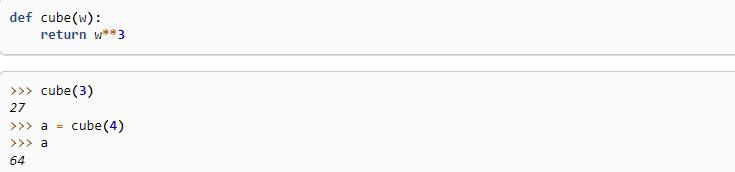 def cube(w):
    return w**3
>>> cube(3)
27
>>> a = cube(4)
>>> a
64